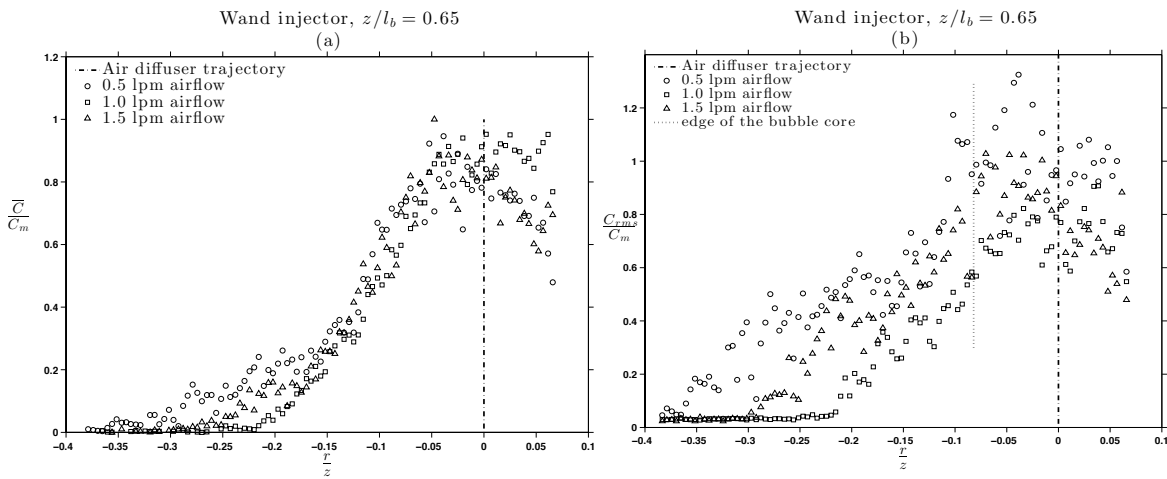 Wand injector, z/l_b = 0.65
(a)
1.2
1
0.8
0.6
0.4
0.2
0
Air diffuser trajectory
0.5 lpm airflow
1.0 lpm airflow
1.5 lpm airflow
C̅
C_m
−0.4 −0.35 −0.3 −0.25 −0.2 −0.15 −0.1 −0.05 0 0.05 0.1
r
z
Wand injector, z/l_b = 0.65
(b)
1.2
1
0.8
0.6
0.4
0.2
0
Air diffuser trajectory
0.5 lpm airflow
1.0 lpm airflow
1.5 lpm airflow
edge of the bubble core
C_rms
C_m
−0.4 −0.35 −0.3 −0.25 −0.2 −0.15 −0.1 −0.05 0 0.05 0.1
r
z